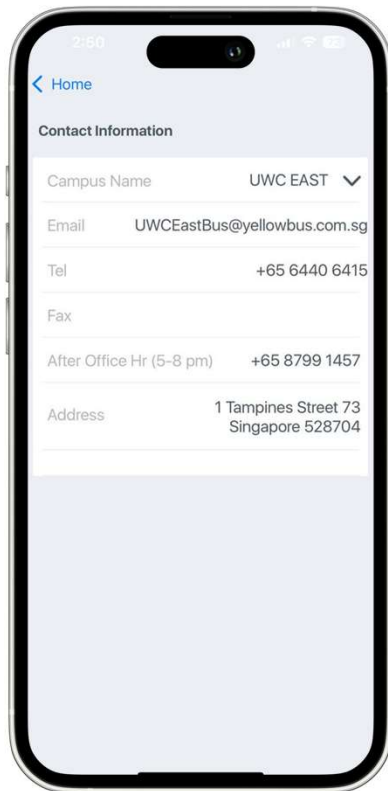 2:50
Home
Contact Information
Campus Name UWC EAST
Email UWCEastBus@yellowbus.com.sg
Tel +65 6440 6415
Fax
After Office Hr (5-8 pm) +65 8799 1457
Address 1 Tampines Street 73
Singapore 528704